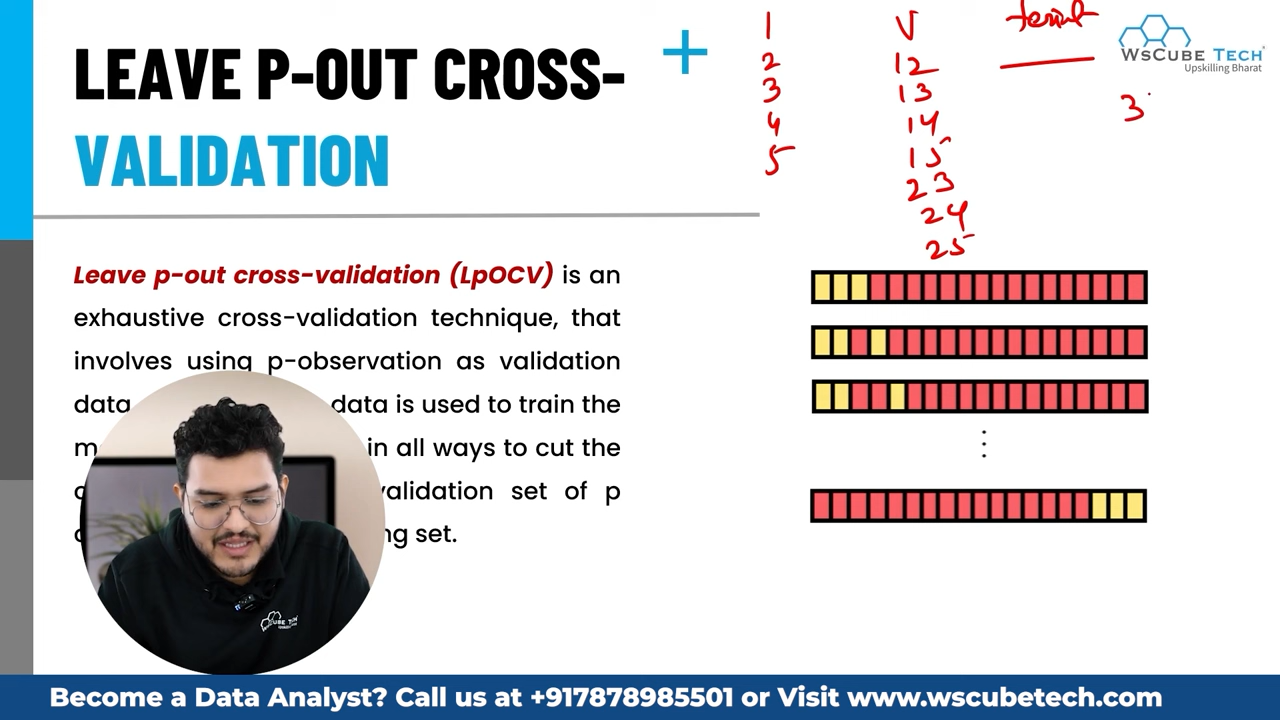 LEAVE P-OUT CROSS-
VALIDATION
Leave p-out cross-validation (LpOCV) is an
exhaustive cross-validation technique, that
involves using p-observation as validation
data data is used to train the
in all ways to cut the
validation set of p
set.
1
2
3
4
5
V
12
13
14
15
23
24
25
3
WsCube Tech
Upskilling Bharat
Become a Data Analyst? Call us at +917878985501 or Visit www.wscubetech.com